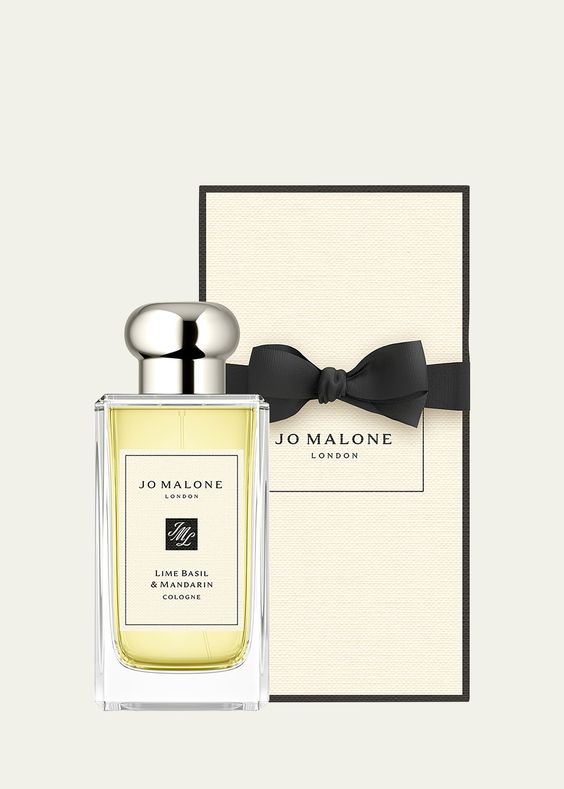 JO MALONE
LONDON
JO MALONE
LONDON
JML
LIME BASIL
& MANDARIN
COLOGNE